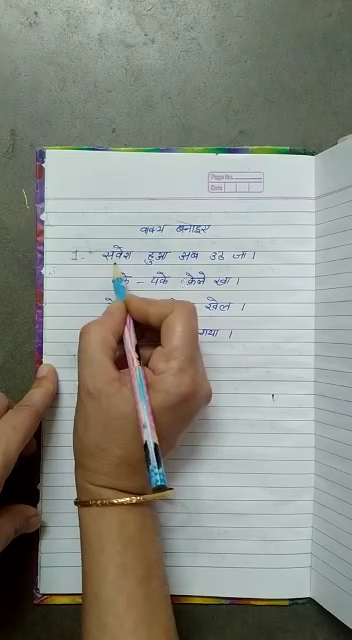 Page No.
Date
वाक्य बनाइए
1. सवेरा हुआ अब उठ जा।
- पके केले खा।
खेल ।
गया ।